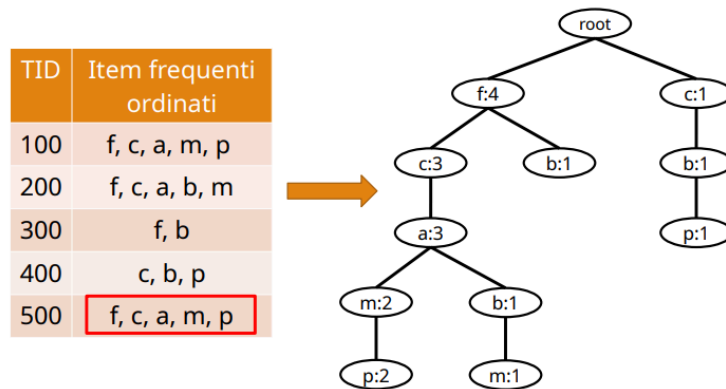 TID Item frequenti ordinati
100 f, c, a, m, p
200 f, c, a, b, m
300 f, b
400 c, b, p
500 f, c, a, m, p
root
f:4 c:1
c:3 b:1 b:1
a:3 p:1
m:2 b:1
p:2 m:1